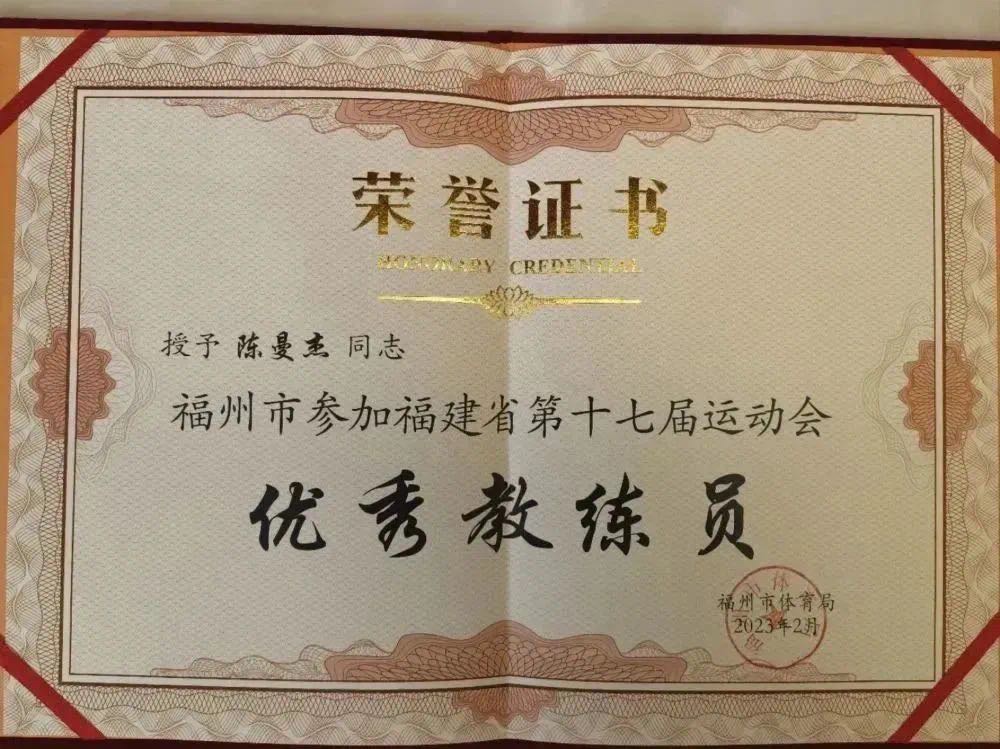 荣誉证书
HONORARY CREDENTIAL
授予 陈曼杰 同志
福州市参加福建省第十七届运动会
优秀教练员
福州市体育局
2023年2月